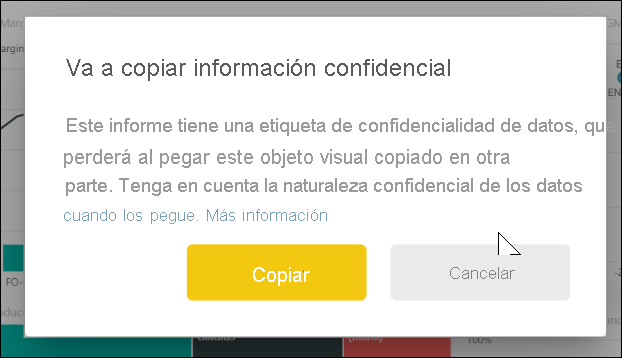 Va a copiar información confidencial
Este informe tiene una etiqueta de confidencialidad de datos, qu
perderá al pegar este objeto visual copiado en otra
parte. Tenga en cuenta la naturaleza confidencial de los datos
cuando los pegue. Más información
Copiar
Cancelar
FO-
100%